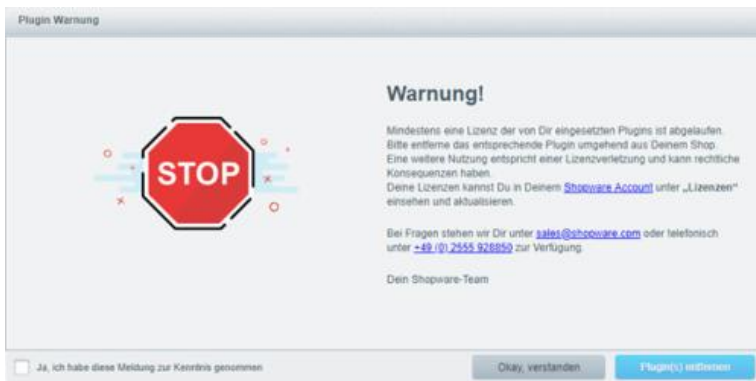 Plugin Warnung
STOP
Warnung!
Mindestens eine Lizenz der von Dir eingesetzten Plugins ist abgelaufen.
Bitte entferne das entsprechende Plugin umgehend aus Deinem Shop.
Eine weitere Nutzung entspricht einer Lizenzverletzung und kann rechtliche
Konsequenzen haben.
Deine Lizenzen kannst Du in Deinem Shopware Account unter „Lizenzen“
einsehen und aktualisieren.
Bei Fragen stehen wir Dir unter sales@shopware.com oder telefonisch
unter +49 (0) 2555 928850 zur Verfügung.
Dein Shopware-Team
Ja, ich habe diese Meldung zur Kenntnis genommen
Okay, verstanden
Plugin(s) entfernen